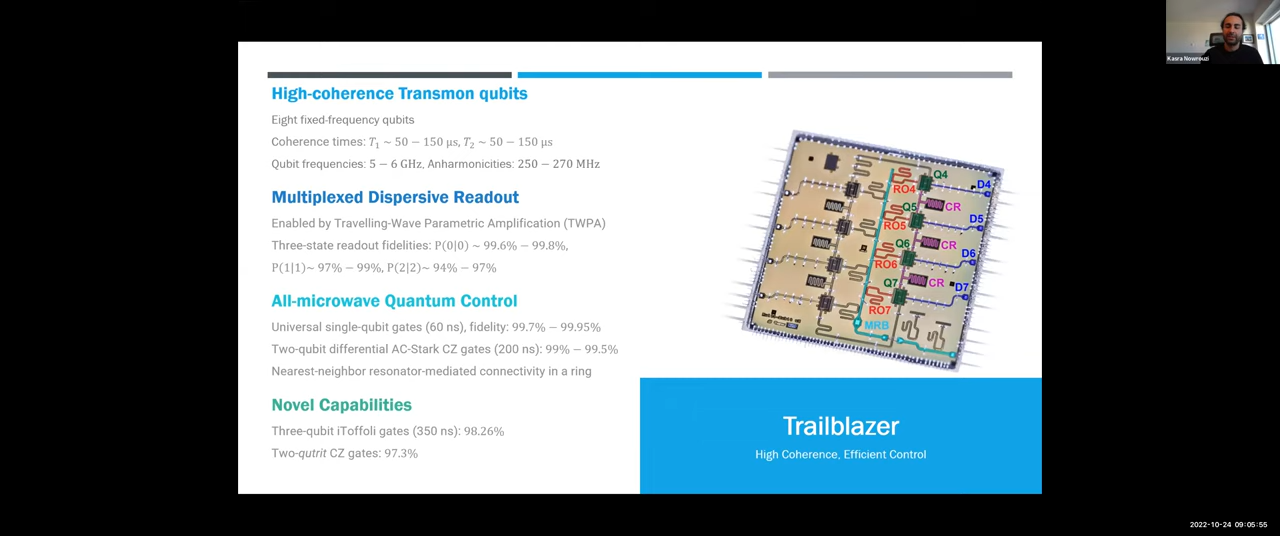 High-coherence Transmon qubits
Eight fixed-frequency qubits
Coherence times: T₁ ~ 50 − 150 μs, T₂ ~ 50 − 150 μs
Qubit frequencies: 5 − 6 GHz, Anharmonicities: 250 − 270 MHz
Multiplexed Dispersive Readout
Enabled by Travelling-Wave Parametric Amplification (TWPA)
Three-state readout fidelities: P(0|0) ~ 99.6% − 99.8%,
P(1|1)~ 97% − 99%, P(2|2)~ 94% − 97%
All-microwave Quantum Control
Universal single-qubit gates (60 ns), fidelity: 99.7% − 99.95%
Two-qubit differential AC-Stark CZ gates (200 ns): 99% − 99.5%
Nearest-neighbor resonator-mediated connectivity in a ring
Novel Capabilities
Three-qubit iToffoli gates (350 ns): 98.26%
Two-qutrit CZ gates: 97.3%
Q4
D4
RO4
CR
Q5
D5
RO5
Q6
CR
D6
RO6
Q7
CR
D7
RO7
MRB
Trailblazer
High Coherence, Efficient Control
Kasra Nowrouzi
2022-10-24 09:05:55